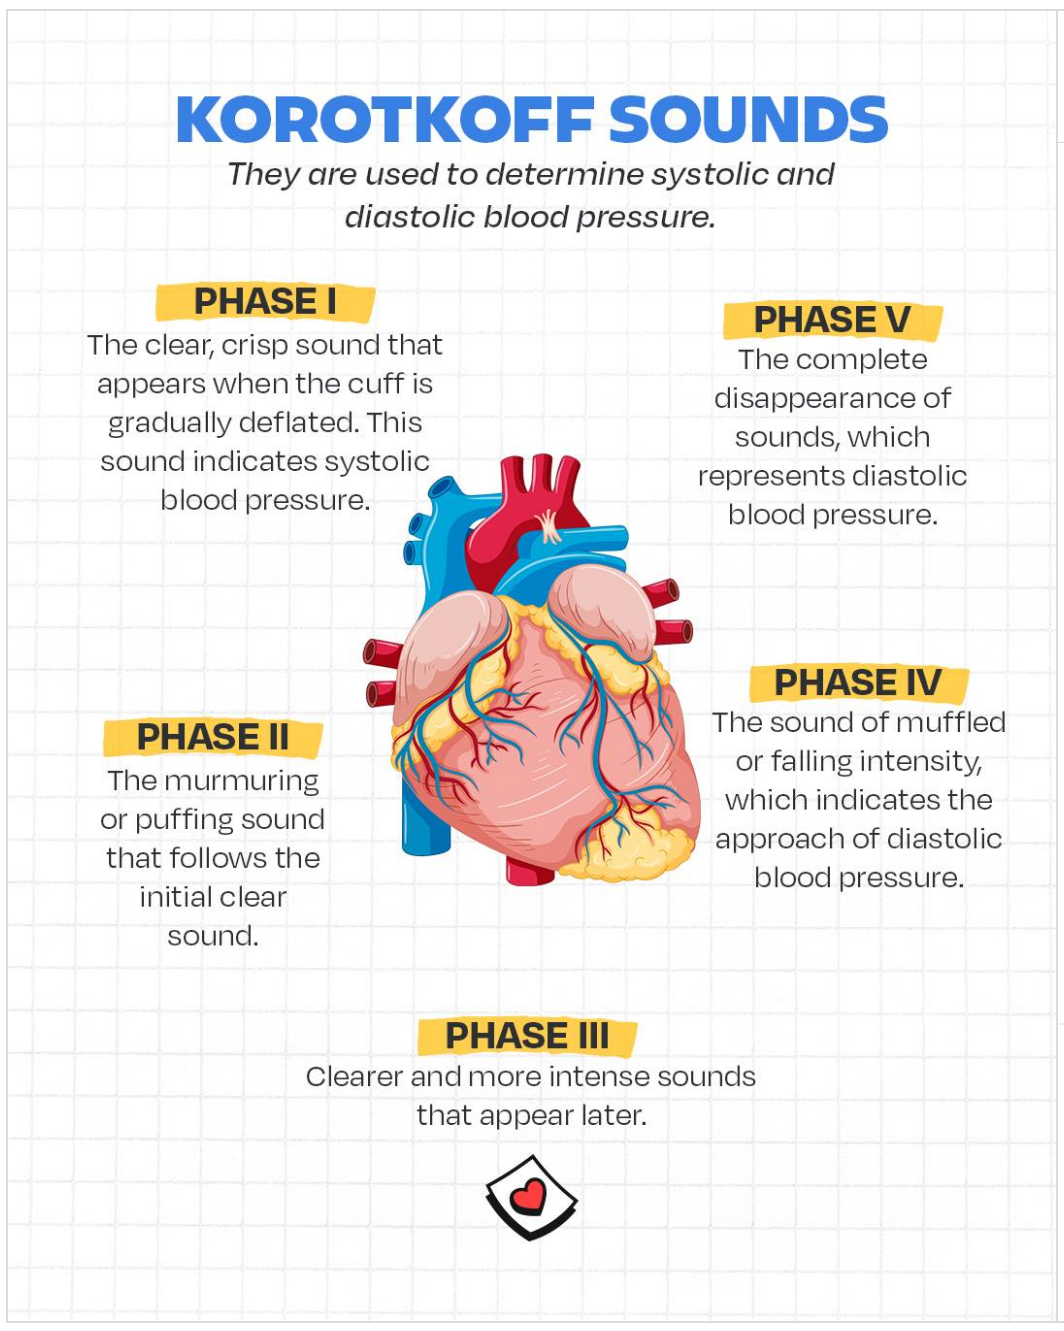 KOROTKOFF SOUNDS
They are used to determine systolic and
diastolic blood pressure.
PHASE I
The clear, crisp sound that
appears when the cuff is
gradually deflated. This
sound indicates systolic
blood pressure.
PHASE II
The murmuring
or puffing sound
that follows the
initial clear
sound.
PHASE III
Clearer and more intense sounds
that appear later.
PHASE IV
The sound of muffled
or falling intensity,
which indicates the
approach of diastolic
blood pressure.
PHASE V
The complete
disappearance of
sounds, which
represents diastolic
blood pressure.